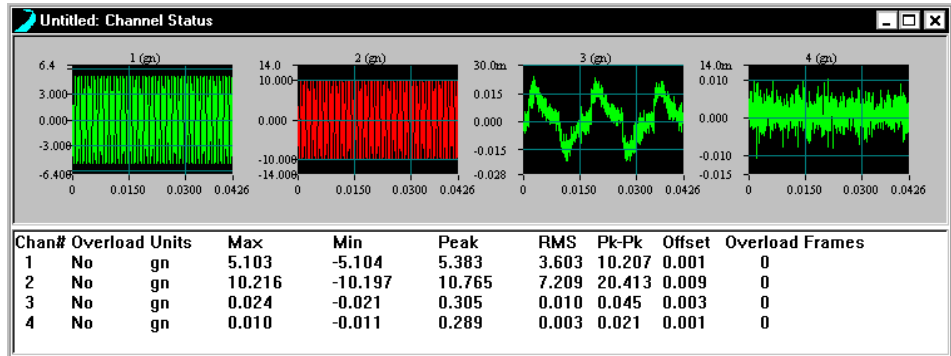 Untitled: Channel Status
1 (gn)
6.4
3.000
0.000
-3.000
-6.400
0 0.0150 0.0300 0.0426
2 (gn)
14.0
10.000
0.000
-10.000
-14.000
0 0.0150 0.0300 0.0426
3 (gn)
30.0m
0.015
0.000
-0.015
-0.028
0 0.0150 0.0300 0.0426
4 (gn)
14.0m
0.010
0.000
-0.010
-0.015
0 0.0150 0.0300 0.0426
Chan# Overload Units Max Min Peak RMS Pk-Pk Offset Overload Frames
1 No gn 5.103 -5.104 5.383 3.603 10.207 0.001 0
2 No gn 10.216 -10.197 10.765 7.209 20.413 0.009 0
3 No gn 0.024 -0.021 0.305 0.010 0.045 0.003 0
4 No gn 0.010 -0.011 0.289 0.003 0.021 0.001 0